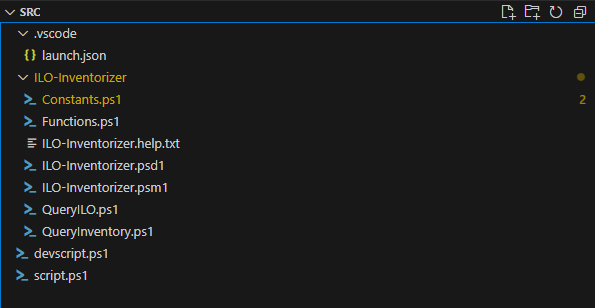 SRC
.vscode
{} launch.json
ILO-Inventorizer
Constants.ps1 2
Functions.ps1
ILO-Inventorizer.help.txt
ILO-Inventorizer.psd1
ILO-Inventorizer.psm1
QueryILO.ps1
QueryInventory.ps1
devscript.ps1
script.ps1